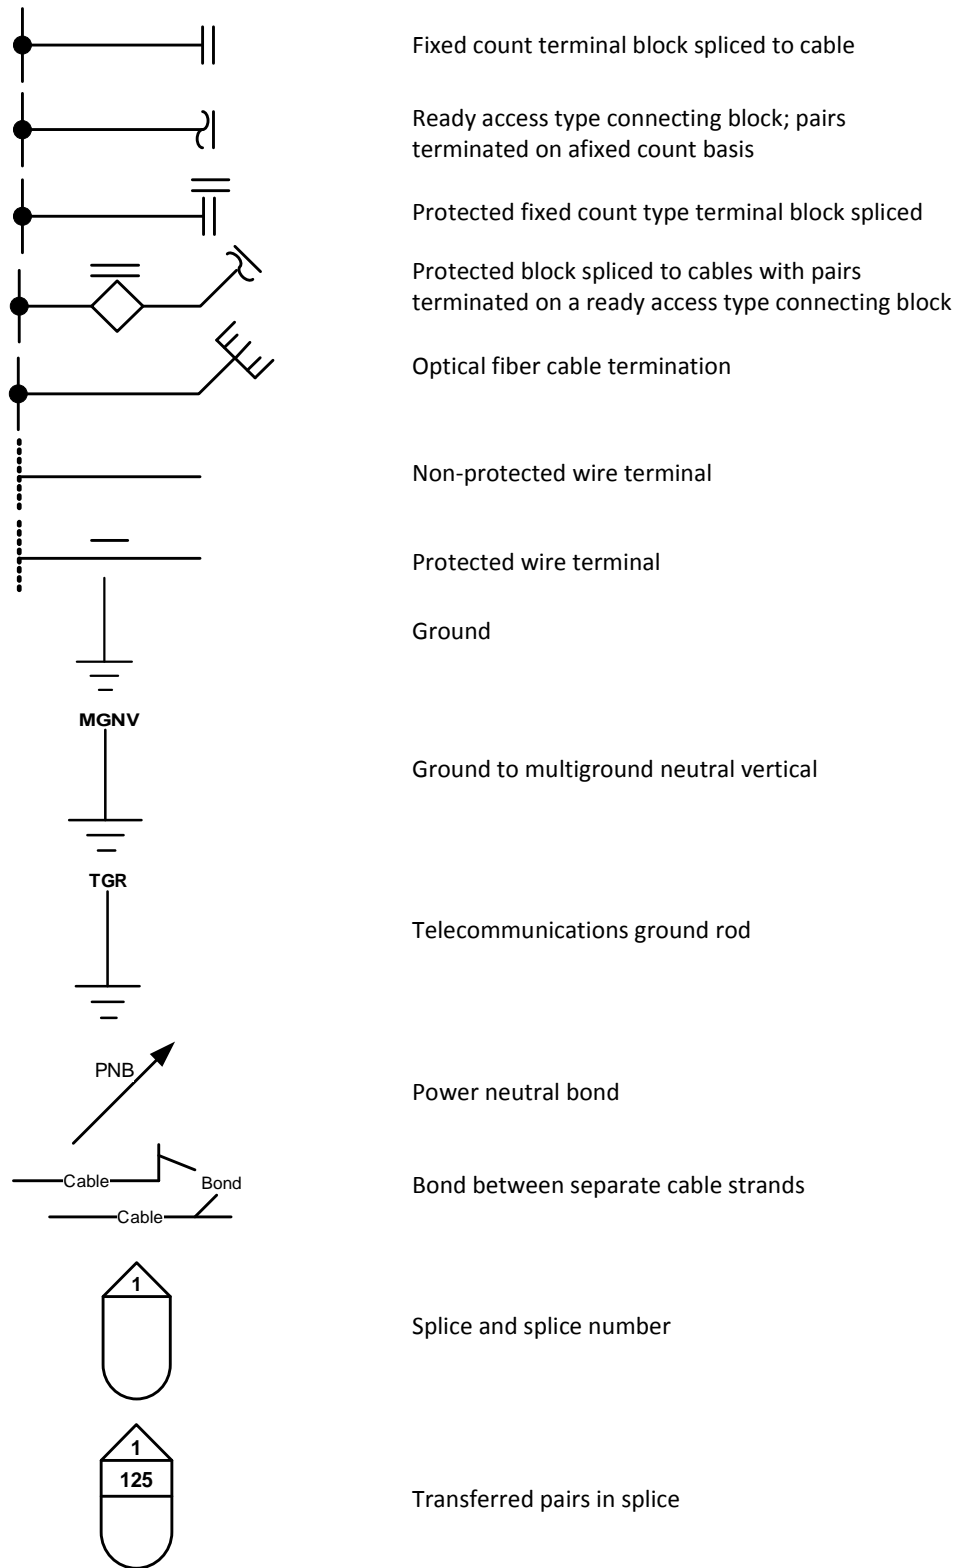 Fixed count terminal block spliced to cable
Ready access type connecting block; pairs
terminated on afixed count basis
Protected fixed count type terminal block spliced
Protected block spliced to cables with pairs
terminated on a ready access type connecting block
Optical fiber cable termination
Non-protected wire terminal
Protected wire terminal
Ground
MGNV
Ground to multiground neutral vertical
TGR
Telecommunications ground rod
PNB
Power neutral bond
Cable
Bond
Bond between separate cable strands
Cable
1
Splice and splice number
1
125
Transferred pairs in splice